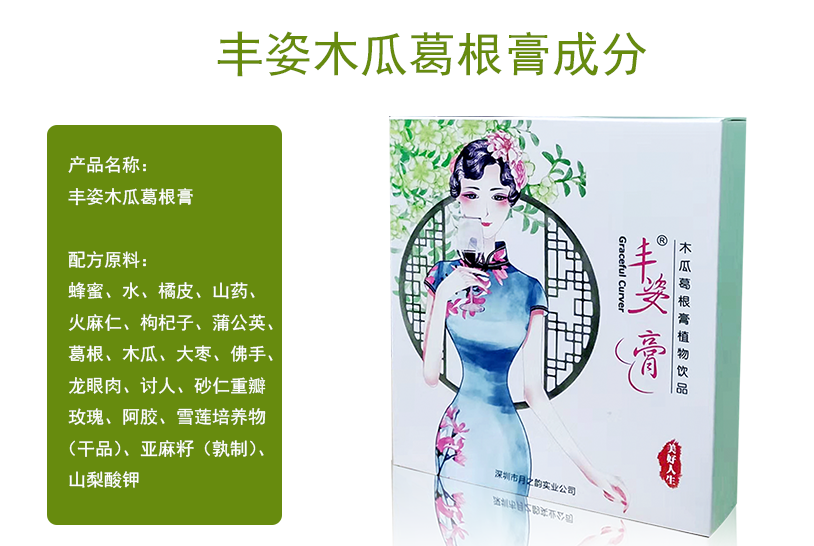 丰姿木瓜葛根膏成分
产品名称：
丰姿木瓜葛根膏
配方原料：
蜂蜜、水、橘皮、山药、
火麻仁、枸杞子、蒲公英、
葛根、木瓜、大枣、佛手、
龙眼肉、讨人、砂仁重瓣
玫瑰、阿胶、雪莲培养物
（干品）、亚麻籽（孰制）、
山梨酸钾
木瓜葛根膏植物饮品
丰姿膏
®
Graceful Curver
美好人生
深圳市月之韵实业公司